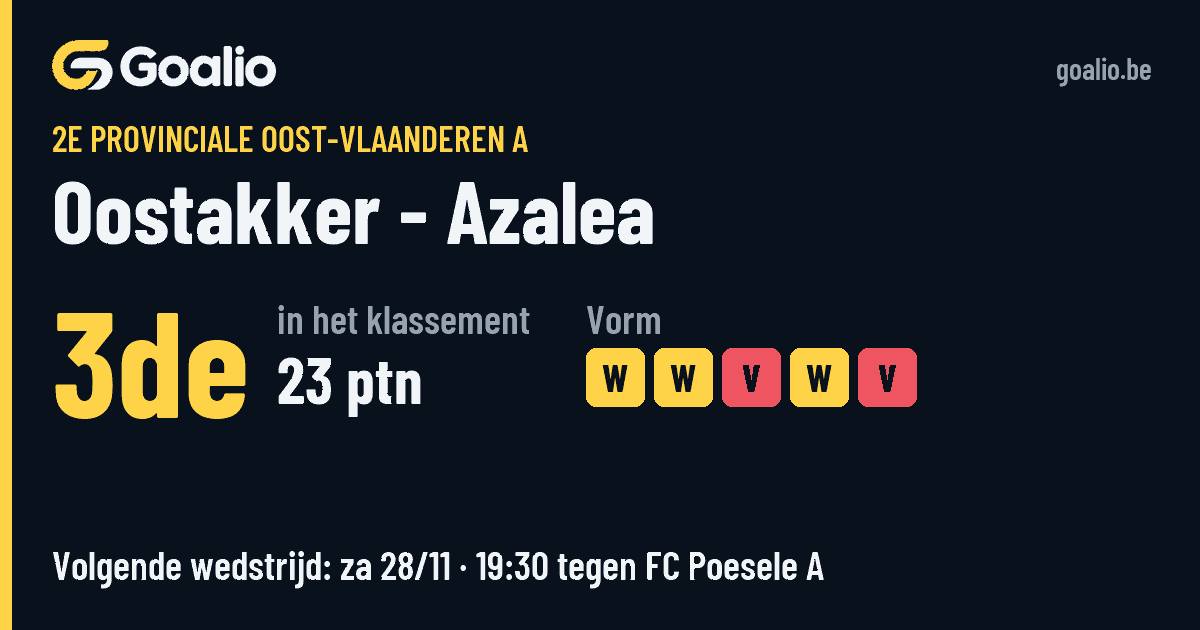 Goalio
goalio.be
2E PROVINCIALE OOST-VLAANDEREN A
Oostakker - Azalea
3de
in het klassement
23 ptn
Vorm
W W V W V
Volgende wedstrijd: za 28/11 · 19:30 tegen FC Poesele A